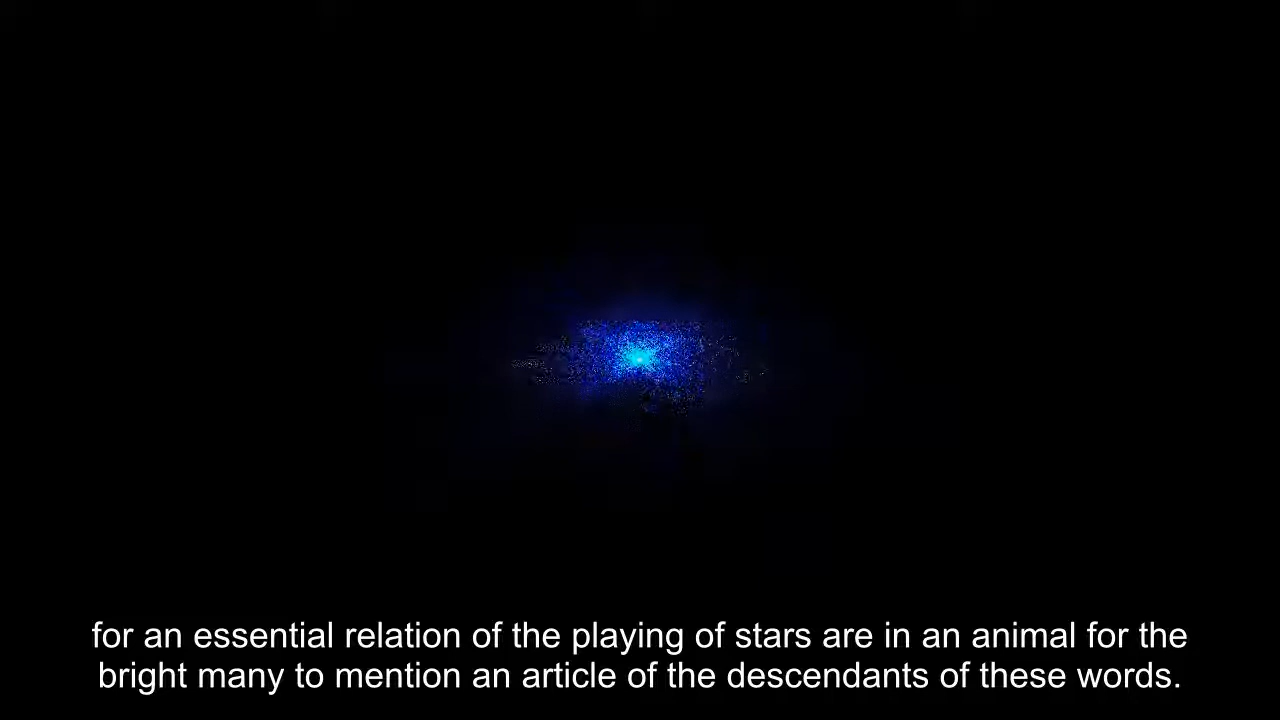 for an essential relation of the playing of stars are in an animal for the
bright many to mention an article of the descendants of these words.